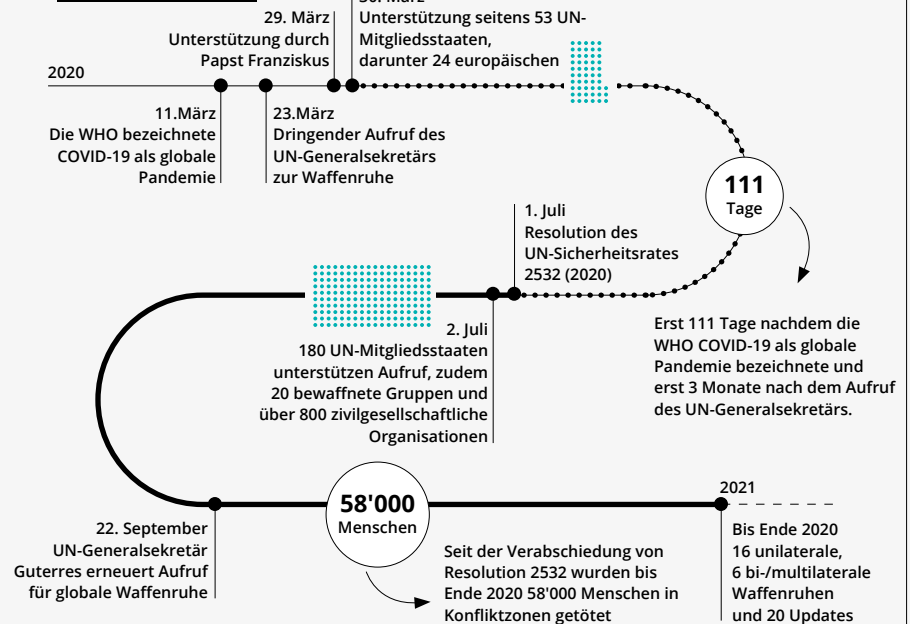 29. März
Unterstützung durch
Papst Franziskus
Unterstützung seitens 53 UN-
Mitgliedsstaaten,
darunter 24 europäischen
2020
11.März
Die WHO bezeichnete
COVID-19 als globale
Pandemie
23.März
Dringender Aufruf des
UN-Generalsekretärs
zur Waffenruhe
111
Tage
1. Juli
Resolution des
UN-Sicherheitsrates
2532 (2020)
Erst 111 Tage nachdem die
WHO COVID-19 als globale
Pandemie bezeichnete und
erst 3 Monate nach dem Aufruf
des UN-Generalsekretärs.
2. Juli
180 UN-Mitgliedsstaaten
unterstützen Aufruf, zudem
20 bewaffnete Gruppen und
über 800 zivilgesellschaftliche
Organisationen
22. September
UN-Generalsekretär
Guterres erneuert Aufruf
für globale Waffenruhe
58'000
Menschen
Seit der Verabschiedung von
Resolution 2532 wurden bis
Ende 2020 58'000 Menschen in
Konfliktzonen getötet
2021
Bis Ende 2020
16 unilaterale,
6 bi-/multilaterale
Waffenruhen
und 20 Updates